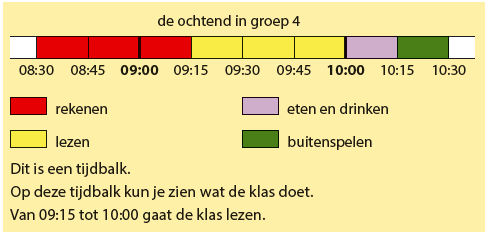 de ochtend in groep 4
08:30 08:45 09:00 09:15 09:30 09:45 10:00 10:15 10:30
rekenen eten en drinken
lezen buitenspelen
Dit is een tijdbalk.
Op deze tijdbalk kun je zien wat de klas doet.
Van 09:15 tot 10:00 gaat de klas lezen.